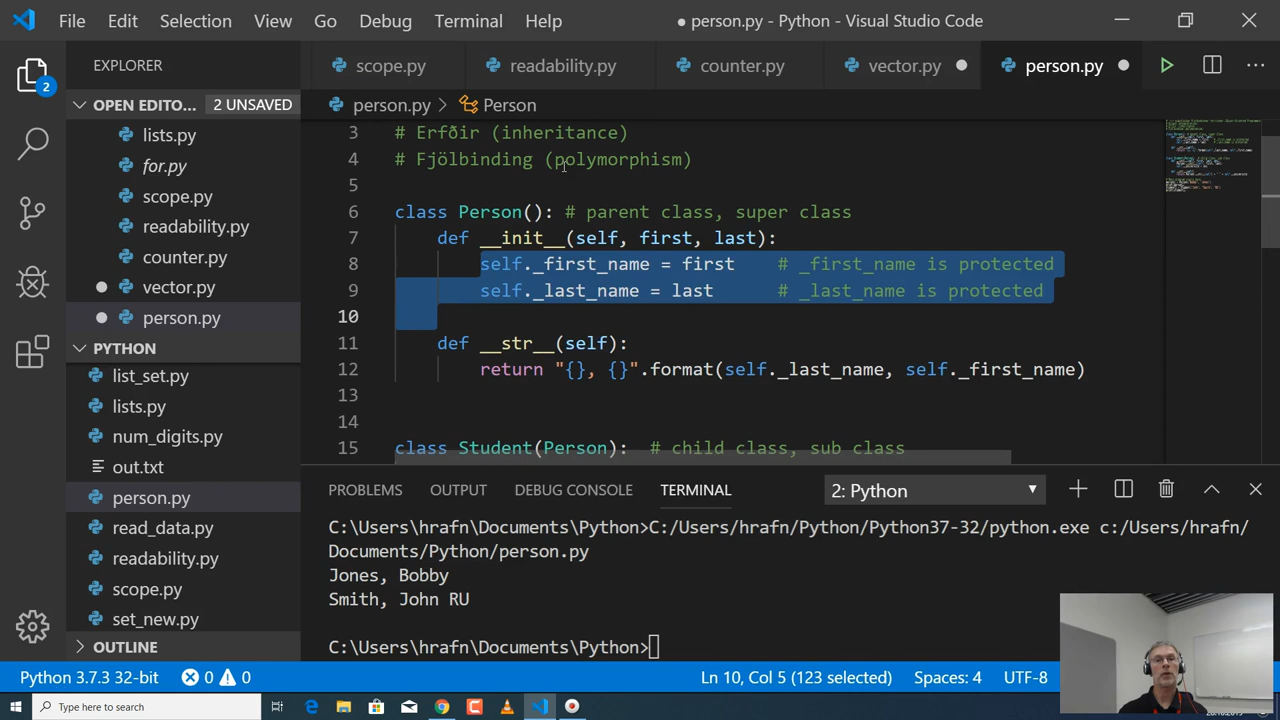 File Edit Selection View Go Debug Terminal Help ● person.py - Python - Visual Studio Code
EXPLORER
scope.py readability.py counter.py vector.py person.py
OPEN EDITO... 2 UNSAVED
2
lists.py
for.py
scope.py
readability.py
counter.py
vector.py
person.py
PYTHON
list_set.py
lists.py
num_digits.py
out.txt
person.py
read_data.py
readability.py
scope.py
set_new.py
OUTLINE
person.py > Person
3 # Erfðir (inheritance)
4 # Fjölbinding (polymorphism)
5
6 class Person(): # parent class, super class
7 def __init__(self, first, last):
8 self._first_name = first # _first_name is protected
9 self._last_name = last # _last_name is protected
10
11 def __str__(self):
12 return "{}, {}".format(self._last_name, self._first_name)
13
14
15 class Student(Person): # child class, sub class
PROBLEMS OUTPUT DEBUG CONSOLE TERMINAL 2: Python
C:\Users\hrafn\Documents\Python>C:/Users/hrafn/Python/Python37-32/python.exe c:/Users/hrafn/
Documents/Python/person.py
Jones, Bobby
Smith, John RU
C:\Users\hrafn\Documents\Python>
Python 3.7.3 32-bit 0 0 Ln 10, Col 5 (123 selected) Spaces: 4 UTF-8
Type here to search